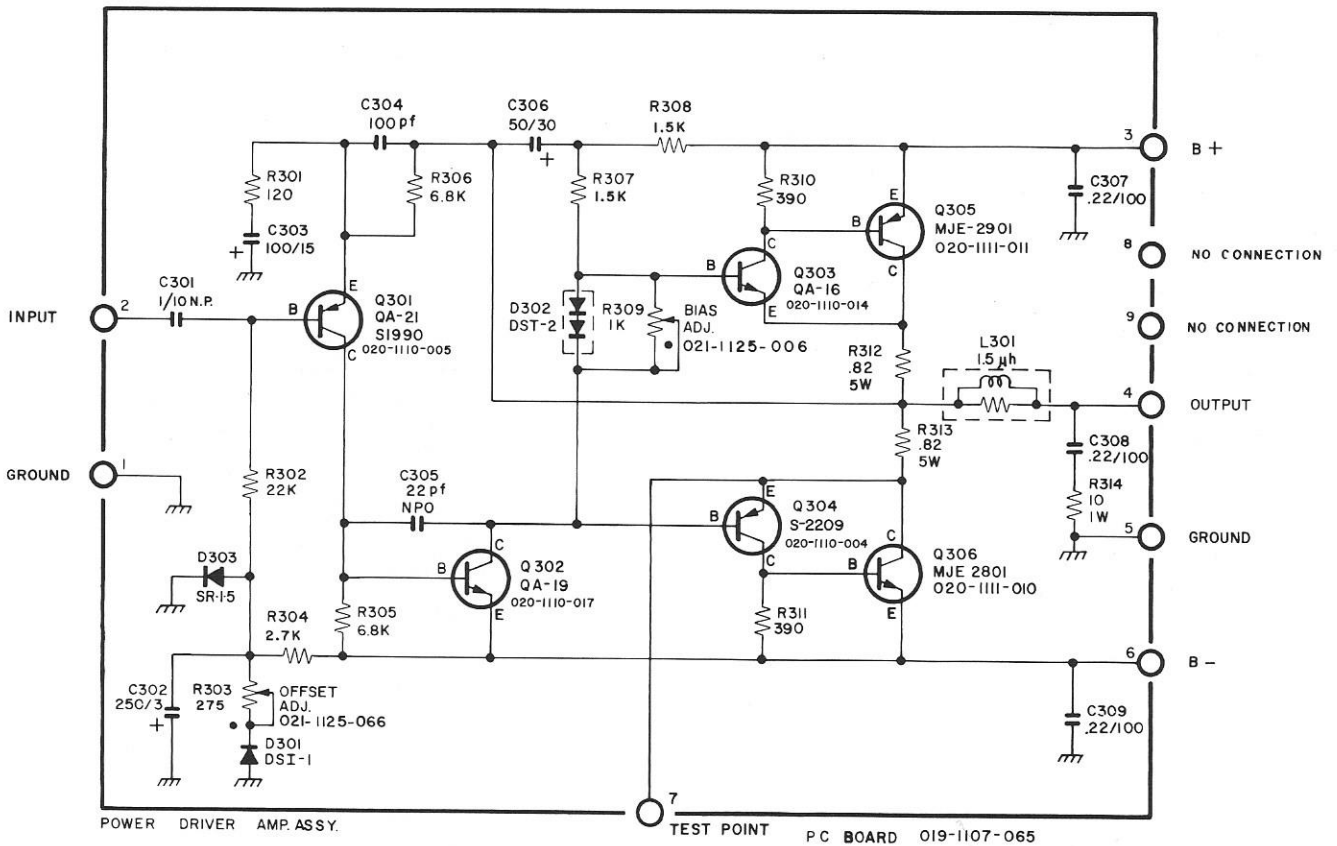 C304
100pf
C306
50/30
+
R308
1.5K
3
B +
R301
120
R306
6.8K
R307
1.5K
R310
390
E
B
C
Q305
MJE-2901
020-1111-011
C307
.22/100
C303
100/15
+
8
NO CONNECTION
C301
1/10 N.P.
INPUT
2
B
E
C
Q301
QA-21
S1990
020-1110-005
D302
DST-2
R309
1K
BIAS
ADJ.
021-1125-006
B
C
E
Q303
QA-16
020-1110-014
9
NO CONNECTION
L301
1.5 µh
R312
.82
5W
4
OUTPUT
R313
.82
5W
C308
.22/100
R314
10
1W
GROUND
1
R302
22K
C305
22 pf
NPO
B
E
C
Q304
S-2209
020-1110-004
5
GROUND
B
C
E
Q302
QA-19
020-1110-017
B
C
E
Q306
MJE 2801
020-1111-010
D303
SR-1-5
R304
2.7K
R305
6.8K
R311
390
6
B -
C302
250/3
+
R303
275
OFFSET
ADJ.
021-1125-066
D301
DSI-1
C309
.22/100
7
POWER DRIVER AMP. ASSY.
TEST POINT
PC BOARD 019-1107-065